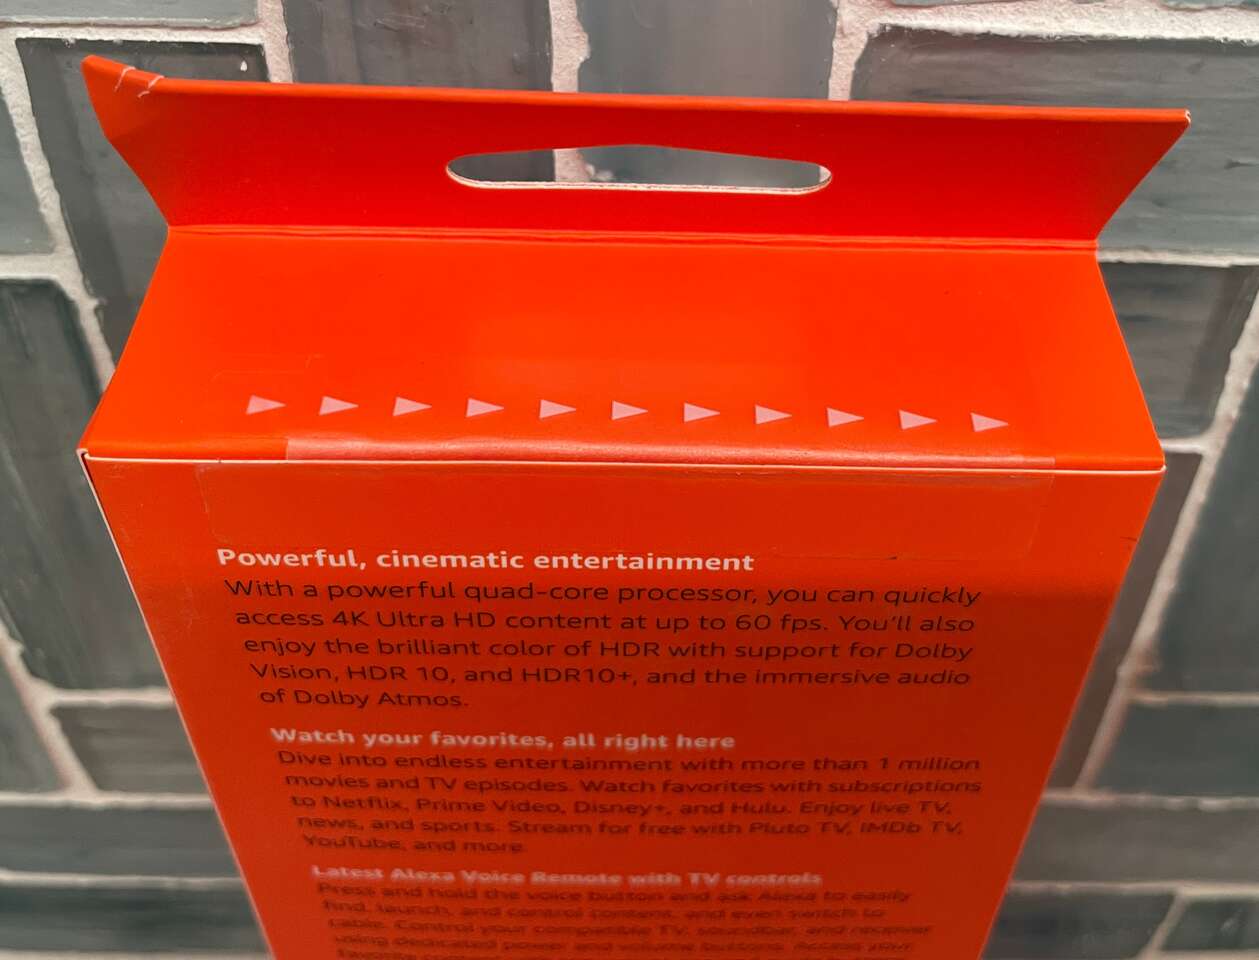 Powerful, cinematic entertainment
With a powerful quad-core processor, you can quickly
access 4K Ultra HD content at up to 60 fps. You'll also
enjoy the brilliant color of HDR with support for Dolby
Vision, HDR 10, and HDR10+, and the immersive audio
of Dolby Atmos.
Watch your favorites, all right here
Dive into endless entertainment with more than 1 million
movies and TV episodes. Watch favorites with subscriptions
to Netflix, Prime Video, Disney+, and Hulu. Enjoy live TV,
news, and sports. Stream for free with Pluto TV, IMDb TV,
YouTube, and more.
Latest Alexa Voice Remote with TV controls
Press and hold the voice button and ask Alexa to easily
find, launch, and control content, and even switch to
cable. Control your compatible TV, soundbar, and receiver
using dedicated power and volume buttons. Access your